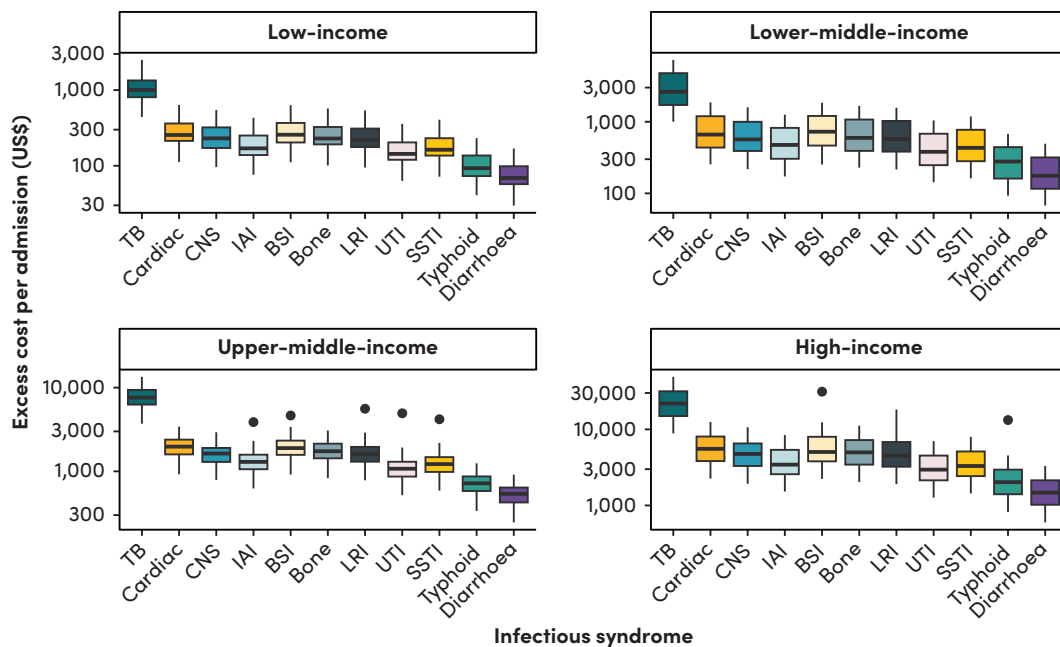 Excess cost per admission (US$)
Low-income
3,000
1,000
300
100
30
TB
Cardiac
CNS
IAI
BSI
Bone
LRI
UTI
SSTI
Typhoid
Diarrhoea
Lower-middle-income
3,000
1,000
300
100
TB
Cardiac
CNS
IAI
BSI
Bone
LRI
UTI
SSTI
Typhoid
Diarrhoea
Upper-middle-income
10,000
3,000
1,000
300
TB
Cardiac
CNS
IAI
BSI
Bone
LRI
UTI
SSTI
Typhoid
Diarrhoea
High-income
30,000
10,000
3,000
1,000
TB
Cardiac
CNS
IAI
BSI
Bone
LRI
UTI
SSTI
Typhoid
Diarrhoea
Infectious syndrome